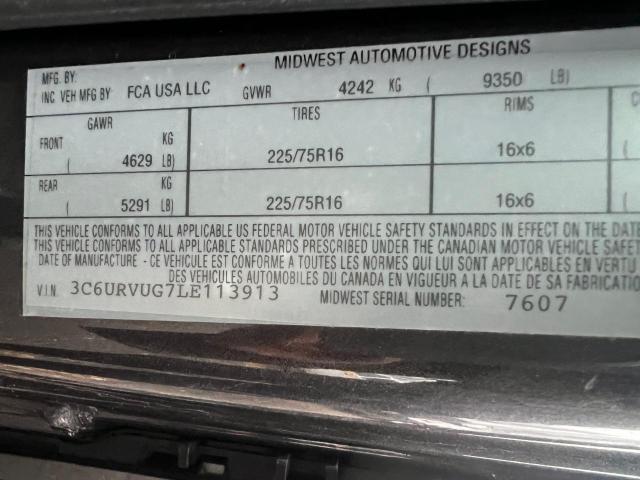 MFG. BY: MIDWEST AUTOMOTIVE DESIGNS
INC VEH MFG BY FCA USA LLC GVWR 4242 KG ( 9350 LB)
GAWR TIRES RIMS C
FRONT KG
( 4629 LB) 225/75R16 16x6
REAR KG
( 5291 LB) 225/75R16 16x6
THIS VEHICLE CONFORMS TO ALL APPLICABLE US FEDERAL MOTOR VEHICLE SAFETY STANDARDS IN EFFECT ON THE DATE
THIS VEHICLE CONFORMS TO ALL APPLICABLE STANDARDS PRESCRIBED UNDER THE CANADIAN MOTOR VEHICLE SAFE
DATE OF MANUFACTURE - CE VÉHICULE EST CONFORME A TOUTES LES NORMES QUI LUI SONT APPLICABLES EN VERTU
DES VÉHICULES AUTOMOBILES DU CANADA EN VIGUEUR A LA DATE DE SA FABRICATION
VIN 3C6URVUG7LE113913 MIDWEST SERIAL NUMBER: 7607